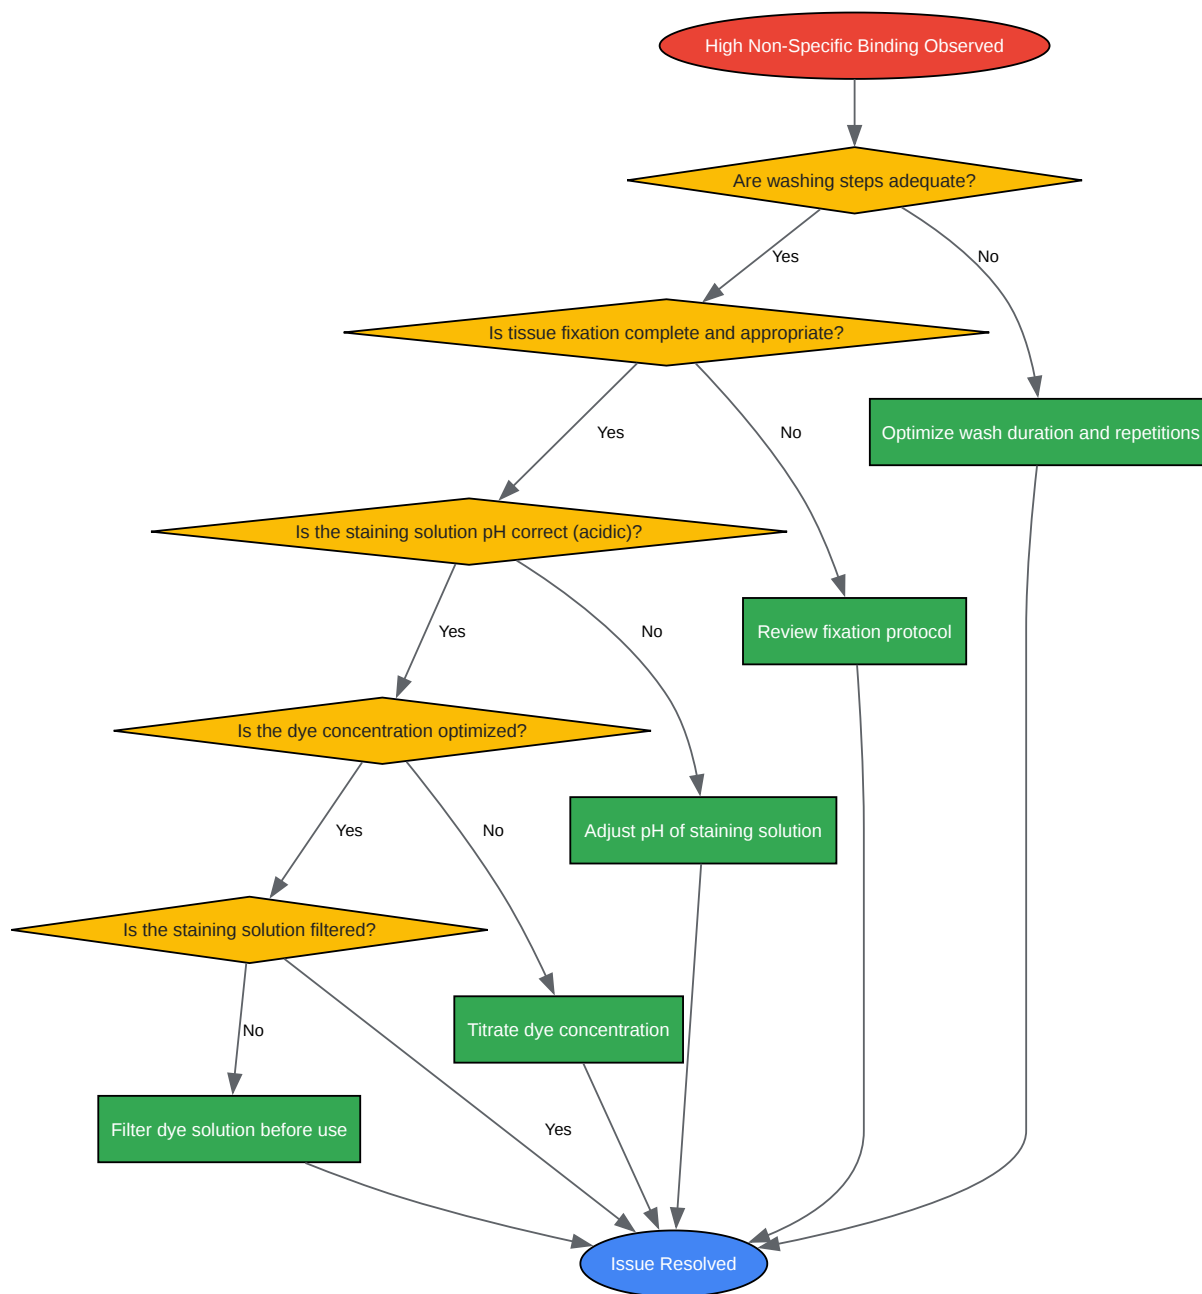 High Non-Specific Binding Observed
Are washing steps adequate?
Yes
No
Is tissue fixation complete and appropriate?
Yes
No
Optimize wash duration and repetitions
Is the staining solution pH correct (acidic)?
Yes
No
Review fixation protocol
Is the dye concentration optimized?
Yes
No
Adjust pH of staining solution
Is the staining solution filtered?
No
Titrate dye concentration
Filter dye solution before use
Yes
Issue Resolved